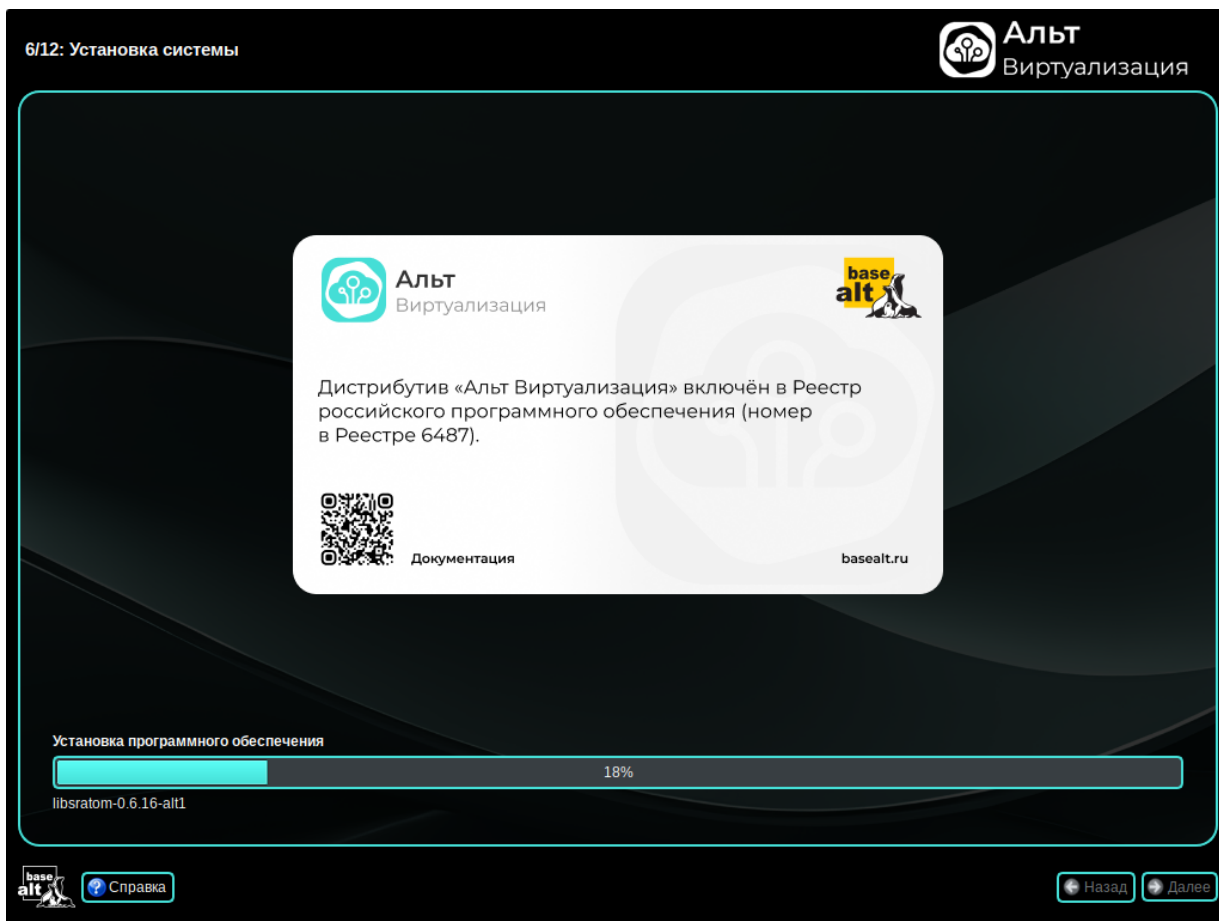 6/12: Установка системы
Альт
Виртуализация
Альт
Виртуализация
base
alt
Дистрибутив «Альт Виртуализация» включён в Реестр
российского программного обеспечения (номер
в Реестре 6487).
Документация
basealt.ru
Установка программного обеспечения
18%
libsratom-0.6.16-alt1
base
alt
Справка
Назад
Далее